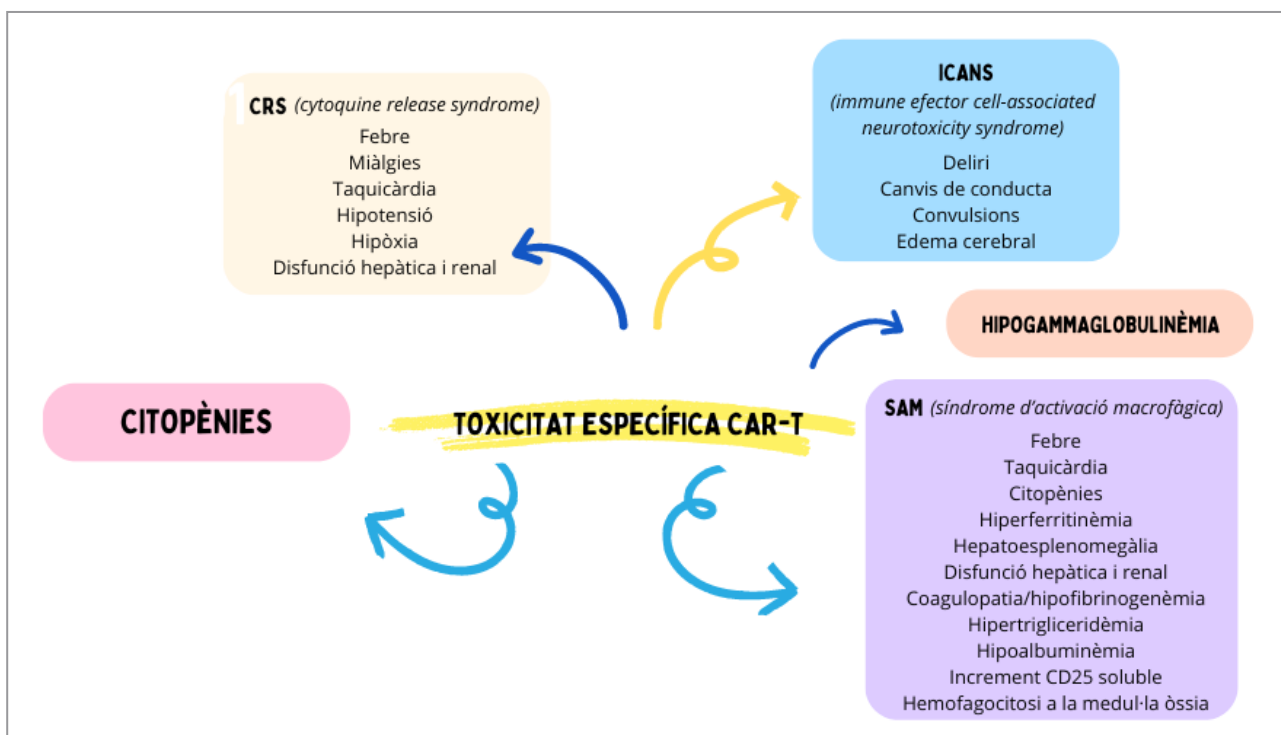 1
CRS (cytoquine release syndrome)
Febre
Miàlgies
Taquicàrdia
Hipotensió
Hipòxia
Disfunció hepàtica i renal
ICANS
(immune efector cell-associated
neurotoxicity syndrome)
Deliri
Canvis de conducta
Convulsions
Edema cerebral
HIPOGAMMAGLOBULINÈMIA
CITOPÈNIES
TOXICITAT ESPECÍFICA CAR-T
SAM (síndrome d’activació macrofàgica)
Febre
Taquicàrdia
Citopènies
Hiperferritinèmia
Hepatoesplenomegàlia
Disfunció hepàtica i renal
Coagulopatia/hipofibrinogenèmia
Hipertrigliceridèmia
Hipoalbuminèmia
Increment CD25 soluble
Hemofagocitosi a la medul·la òssia